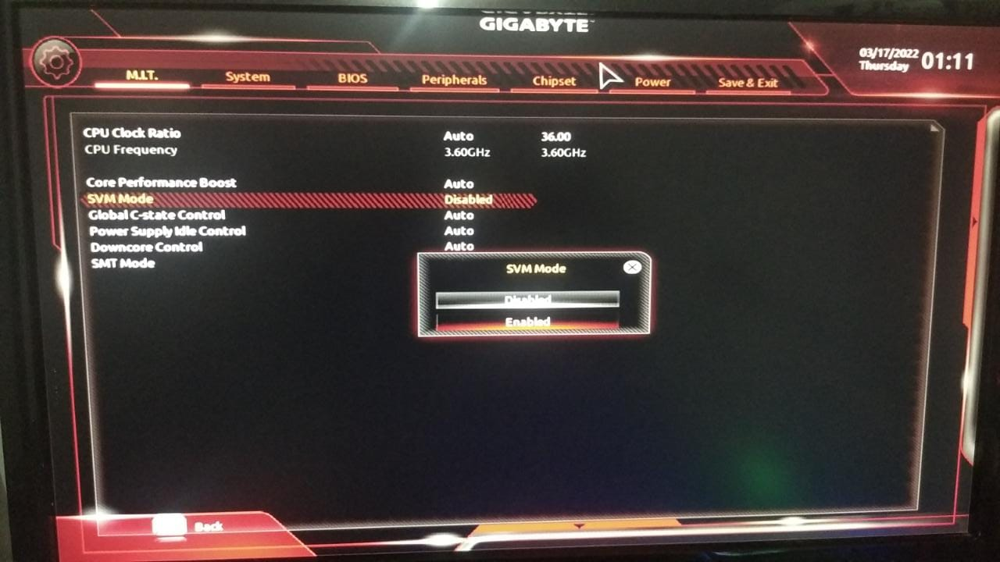 GIGABYTE
03/17/2022
Thursday
01:11
M.I.T. System BIOS Peripherals Chipset Power Save & Exit
CPU Clock Ratio Auto 36.00
CPU Frequency 3.60GHz 3.60GHz
Core Performance Boost Auto
SVM Mode Disabled
Global C-state Control Auto
Power Supply Idle Control Auto
Downcore Control Auto
SMT Mode
SVM Mode
Disabled
Enabled
Back